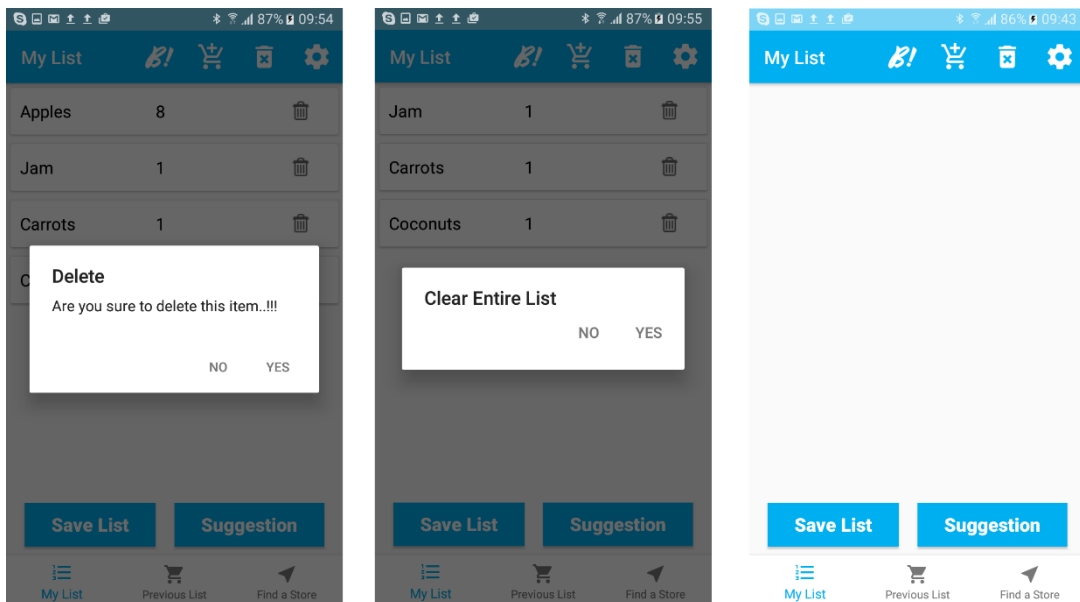 87% 09:54
My List B!
Apples 8
Jam 1
Carrots 1
C
Delete
Are you sure to delete this item..!!!
NO YES
Save List Suggestion
My List Previous List Find a Store
87% 09:55
My List B!
Jam 1
Carrots 1
Coconuts 1
Clear Entire List
NO YES
Save List Suggestion
My List Previous List Find a Store
86% 09:43
My List B!
Save List Suggestion
My List Previous List Find a Store